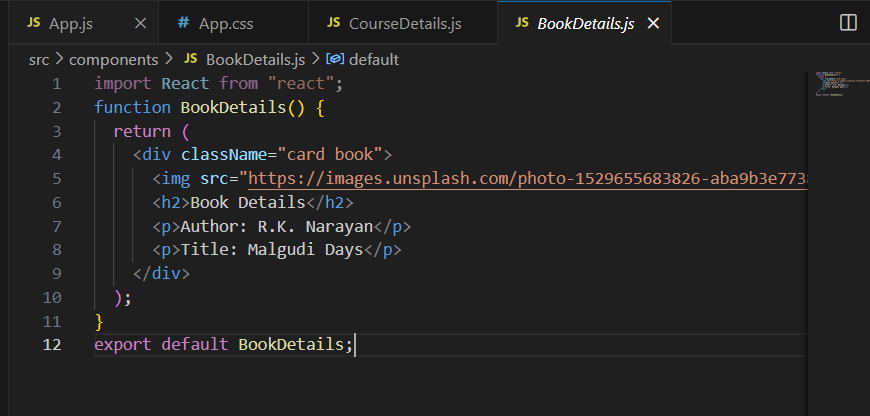 JS App.js ×
# App.css
JS CourseDetails.js
JS BookDetails.js ×
src > components > JS BookDetails.js > default
1 import React from "react";
2 function BookDetails() {
3 return (
4 <div className="card book">
5 <img src="https://images.unsplash.com/photo-1529655683826-aba9b3e7738
6 <h2>Book Details</h2>
7 <p>Author: R.K. Narayan</p>
8 <p>Title: Malgudi Days</p>
9 </div>
10 );
11 }
12 export default BookDetails;